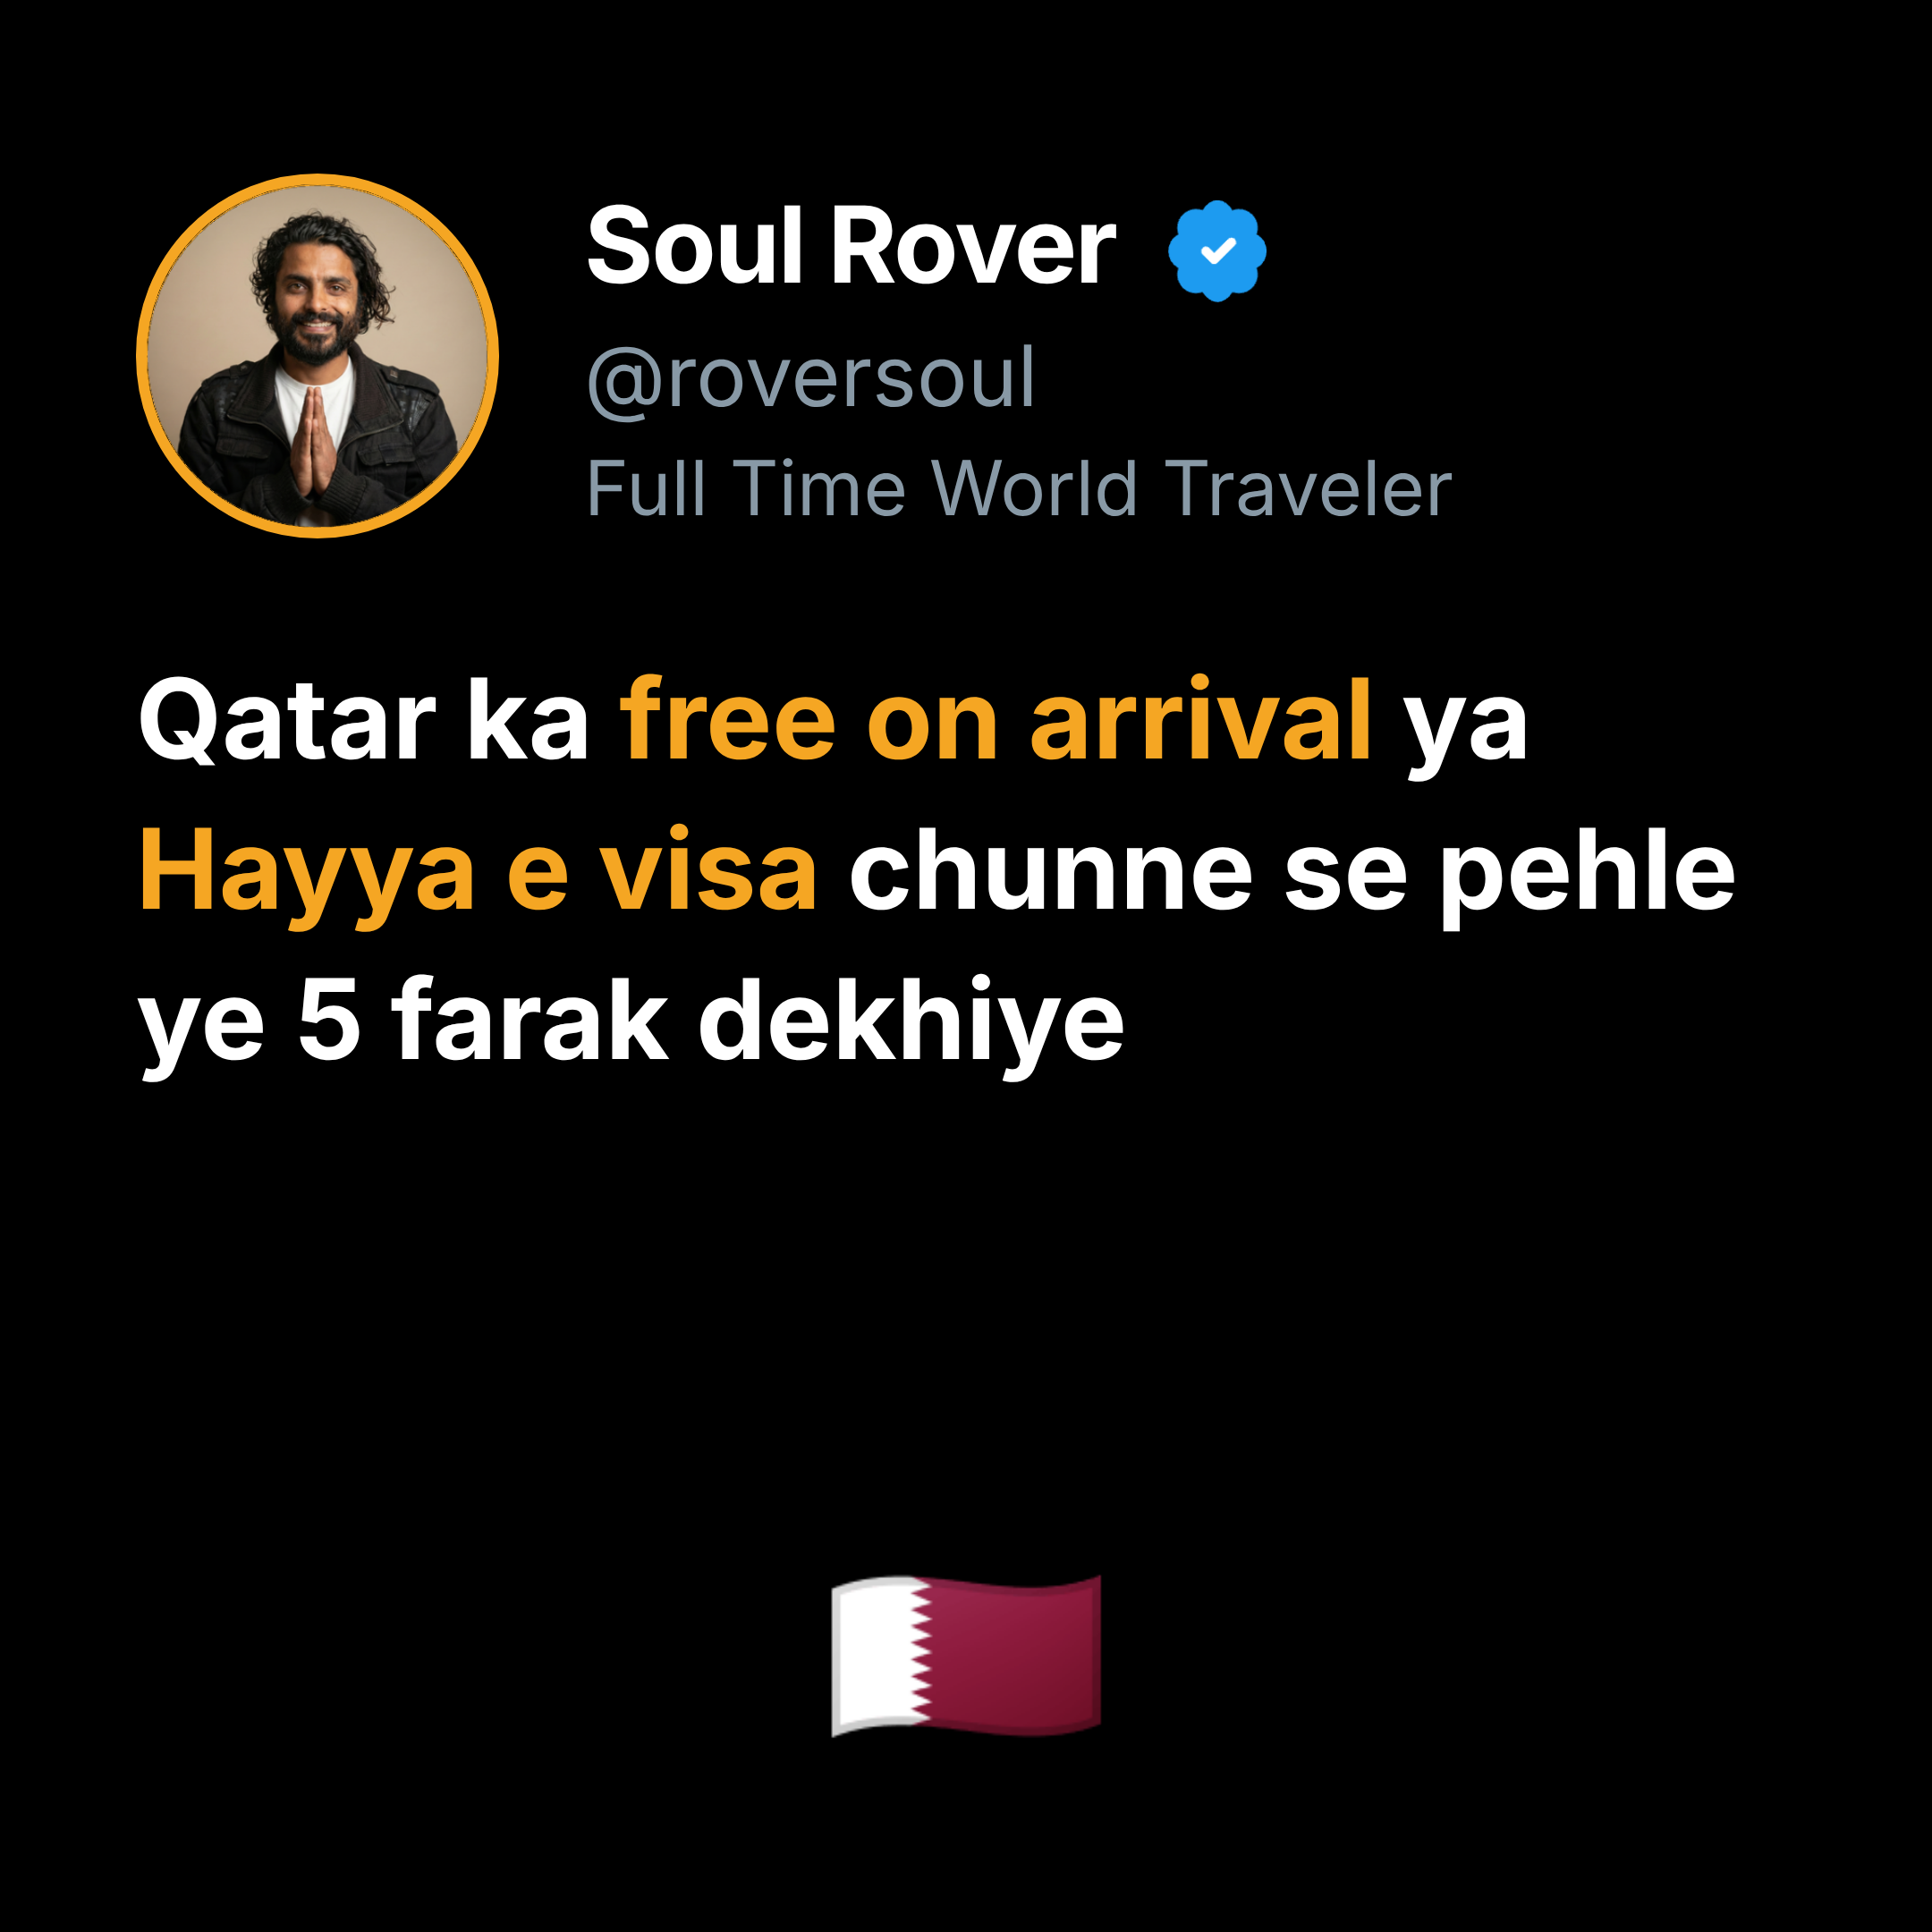 Soul Rover
@roversoul
Full Time World Traveler
Qatar ka free on arrival ya
Hayya e visa chunne se pehle
ye 5 farak dekhiye